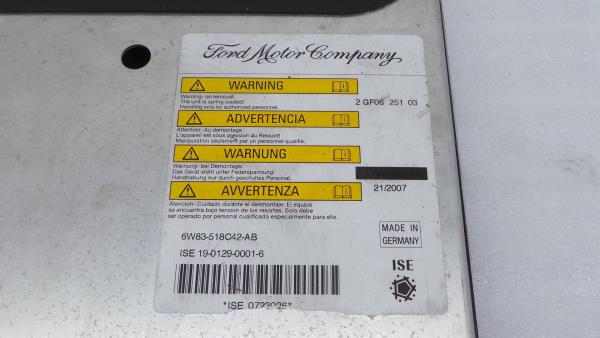 Ford Motor Company
WARNING
Warning- on removal:
The unit is spring loaded!
Handling only by authorized personnel.
2 GF06 251 03
ADVERTENCIA
Attention- Au demontage:
L'appareil est sous pression du Ressort!
Manipulation seulement par un personne qualifie.
WARNUNG
Warnung- bei Demontage:
Das Gerät steht unter Federspannung!
Handhabung nur durch geschultes Personal.
AVVERTENZA
21/2007
Atencion- Cuidado durante el desmontaje: El equipo
se encuentra bajo tension de los resortes. Solo debe
ser operado por personal cualificado especialmente para ello.
6W83-518C42-AB
MADE IN
GERMANY
ISE 19-0129-0001-6
ISE
*ISE 0723036*